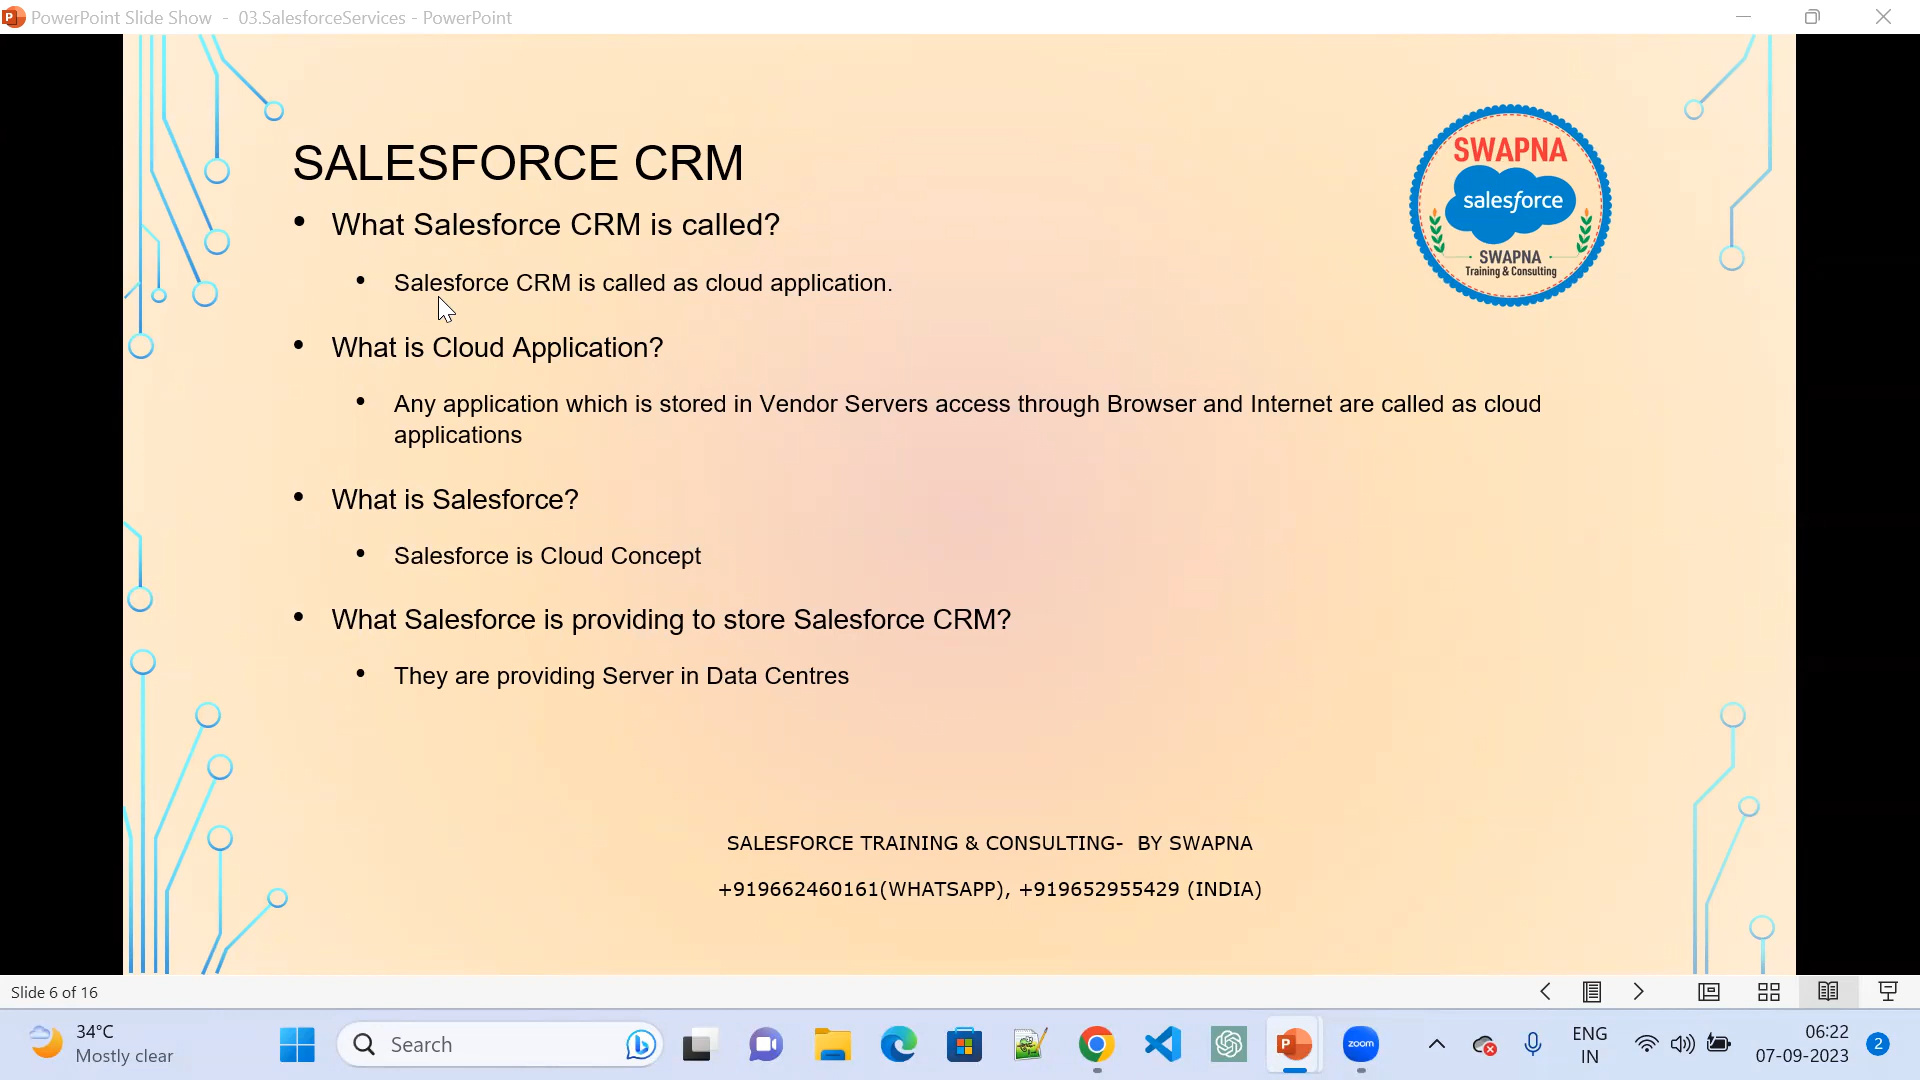 PowerPoint Slide Show - 03.SalesforceServices - PowerPoint
SALESFORCE CRM
SWAPNA
salesforce
SWAPNA
Training & Consulting
• What Salesforce CRM is called?
• Salesforce CRM is called as cloud application.
• What is Cloud Application?
• Any application which is stored in Vendor Servers access through Browser and Internet are called as cloud
applications
• What is Salesforce?
• Salesforce is Cloud Concept
• What Salesforce is providing to store Salesforce CRM?
• They are providing Server in Data Centres
SALESFORCE TRAINING & CONSULTING- BY SWAPNA
+919662460161(WHATSAPP), +919652955429 (INDIA)
Slide 6 of 16
34°C
Mostly clear
Search
zoom
ENG
IN
06:22
07-09-2023
2